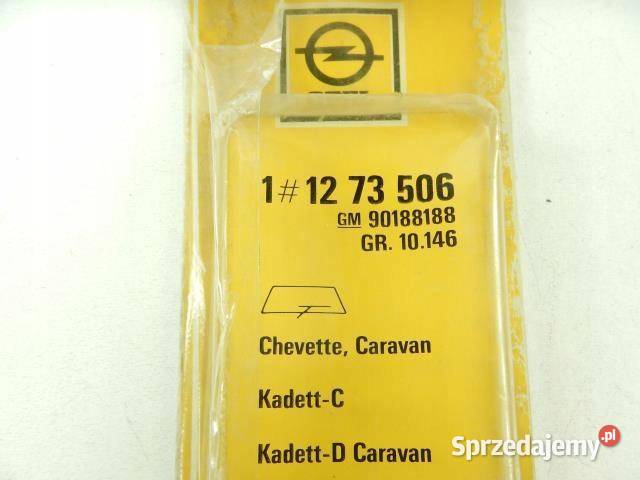 1 # 12 73 506
GM 90188188
GR. 10.146
Chevette, Caravan
Kadett-C
Kadett-D Caravan
Sprzedajemy.pl